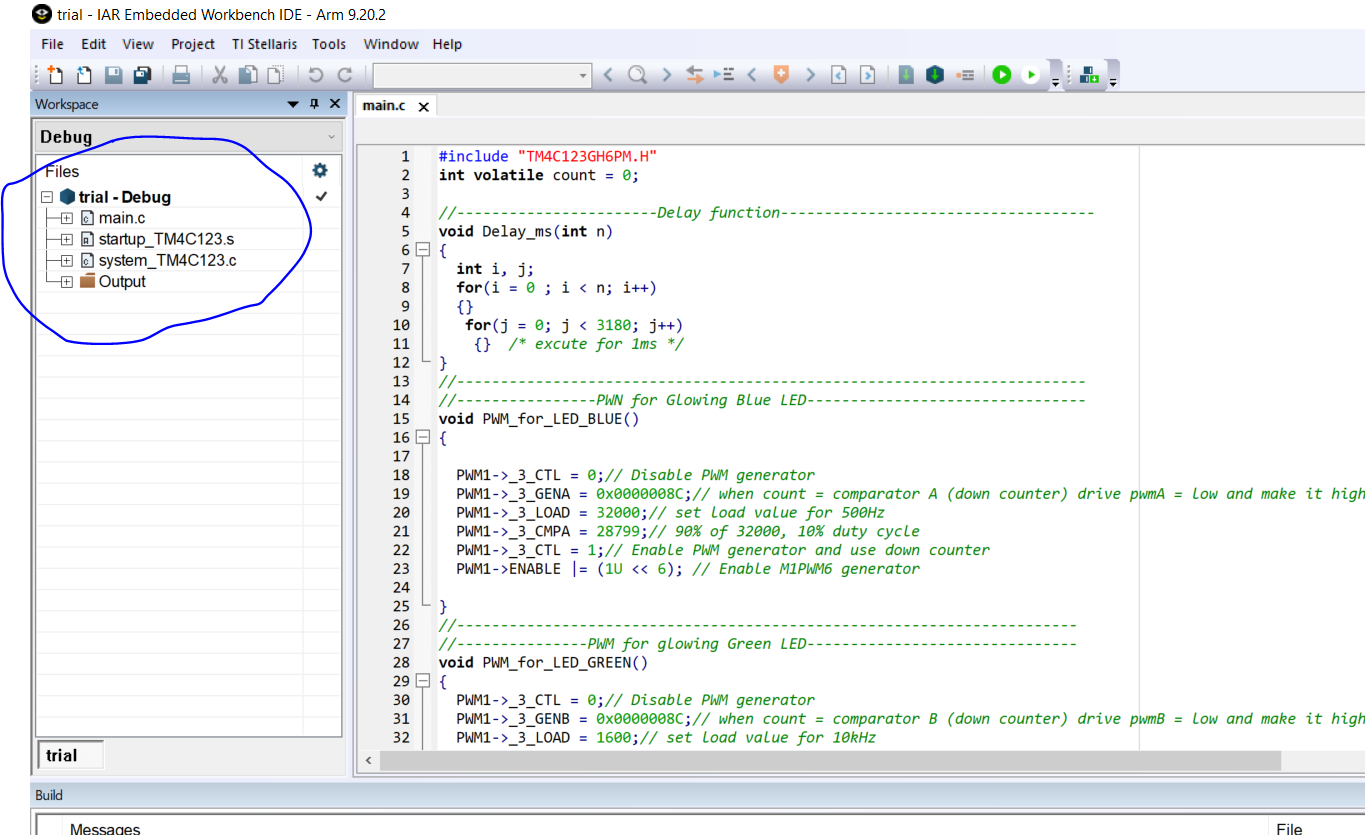 trial - IAR Embedded Workbench IDE - Arm 9.20.2
File Edit View Project TI Stellaris Tools Window Help
Workspace
main.c
Debug
Files
trial - Debug
main.c
startup_TM4C123.s
system_TM4C123.c
Output
trial
1 #include "TM4C123GH6PM.H"
2 int volatile count = 0;
3
4 //-----------------------Delay function------------------------------------
5 void Delay_ms(int n)
6 {
7 int i, j;
8 for(i = 0 ; i < n; i++)
9 {}
10 for(j = 0; j < 3180; j++)
11 {} /* excute for 1ms */
12 }
13 //------------------------------------------------------------------------
14 //----------------PWN for Glowing Blue LED--------------------------------
15 void PWM_for_LED_BLUE()
16 {
17
18 PWM1->_3_CTL = 0;// Disable PWM generator
19 PWM1->_3_GENA = 0x0000008C;// when count = comparator A (down counter) drive pwmA = low and make it high
20 PWM1->_3_LOAD = 32000;// set load value for 500Hz
21 PWM1->_3_CMPA = 28799;// 90% of 32000, 10% duty cycle
22 PWM1->_3_CTL = 1;// Enable PWM generator and use down counter
23 PWM1->ENABLE |= (1U << 6); // Enable M1PWM6 generator
24
25 }
26 //-----------------------------------------------------------------------
27 //---------------PWM for glowing Green LED-------------------------------
28 void PWM_for_LED_GREEN()
29 {
30 PWM1->_3_CTL = 0;// Disable PWM generator
31 PWM1->_3_GENB = 0x0000008C;// when count = comparator B (down counter) drive pwmB = low and make it high
32 PWM1->_3_LOAD = 1600;// set load value for 10kHz
Build
Messages File